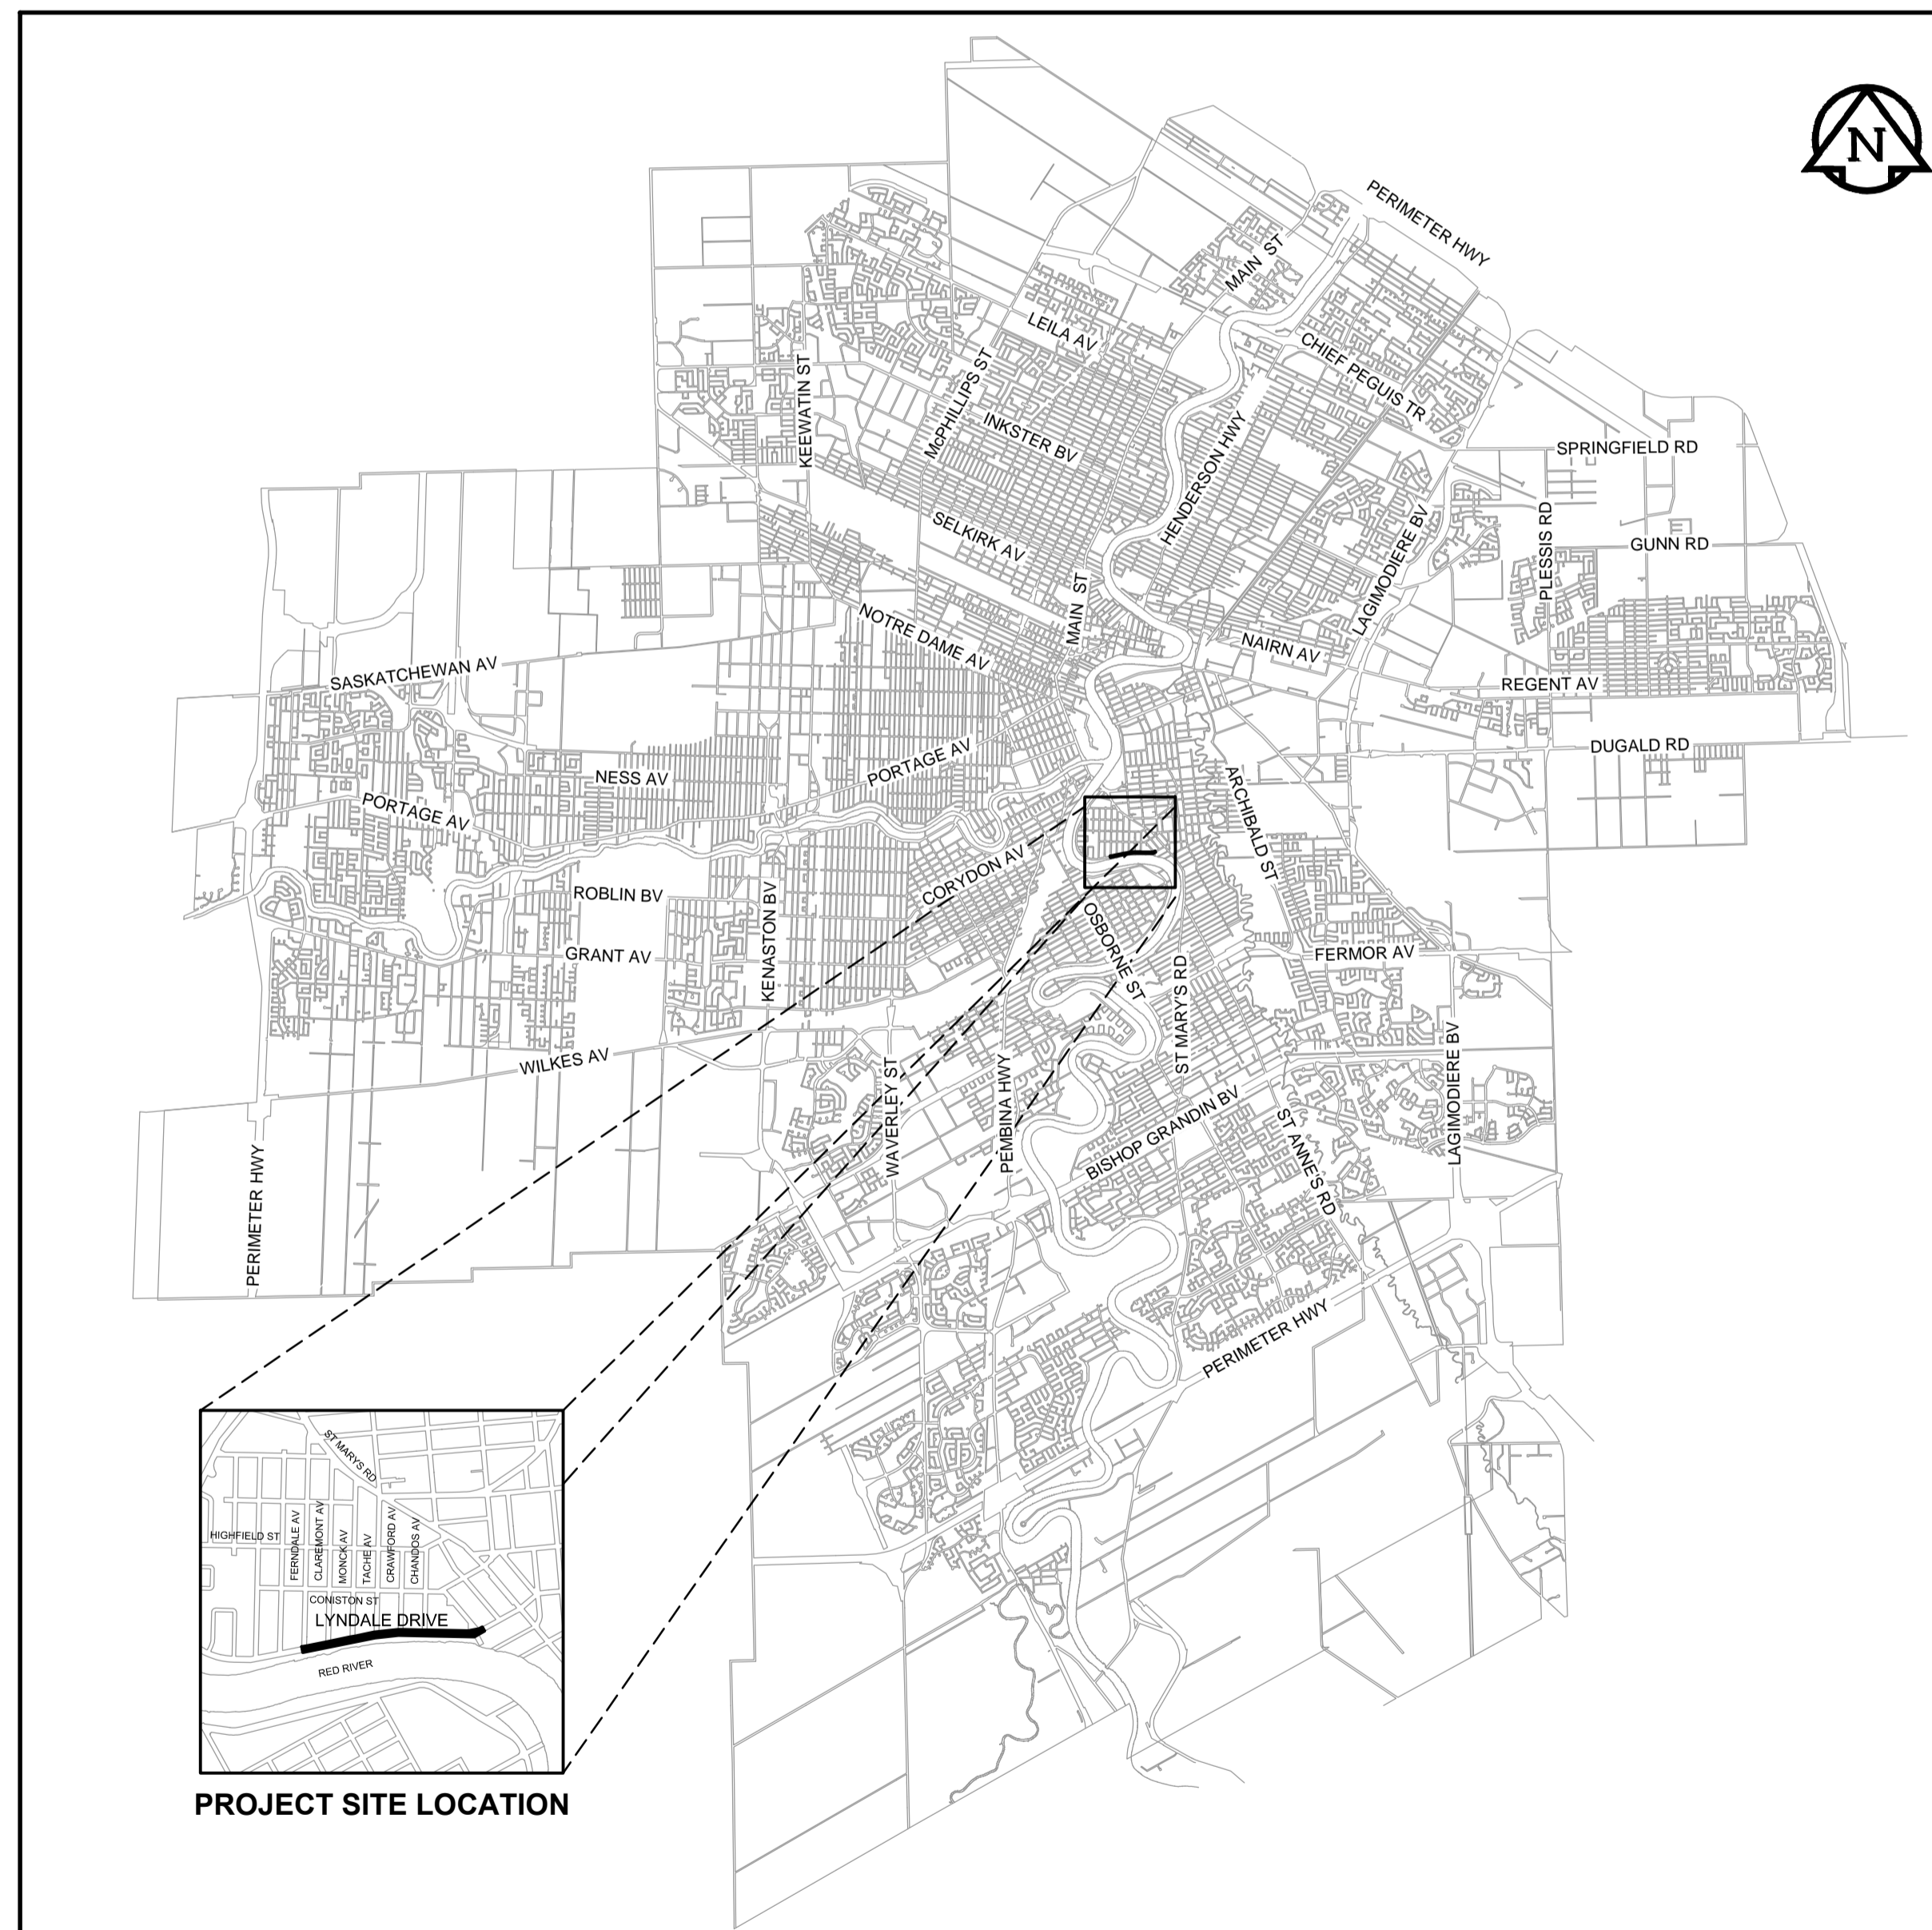 N
PERIMETER HWY
MAIN ST
LEILA AV
CHIEF PEGUIS TR
KEEWATIN ST
McPHILLIPS ST
INKSTER BV
HENDERSON HWY
SPRINGFIELD RD
SELKIRK AV
LAGIMODIERE BV
PLESSIS RD
GUNN RD
MAIN ST
NOTRE DAME AV
NAIRN AV
SASKATCHEWAN AV
REGENT AV
DUGALD RD
NESS AV
PORTAGE AV
PORTAGE AV
ARCHIBALD ST
CORYDON AV
ROBLIN BV
KENASTON BV
OSBORNE ST
GRANT AV
FERMOR AV
ST MARY'S RD
WILKES AV
WAVERLEY ST
PEMBINA HWY
LAGIMODIERE BV
BISHOP GRANDIN BV
ST ANNE'S RD
PERIMETER HWY
PERIMETER HWY
ST MARYS RD
HIGHFIELD ST
FERNDALE AV
CLAREMONT AV
MONCK AV
TACHE AV
CRAWFORD AV
CHANDOS AV
CONISTON ST
LYNDALE DRIVE
RED RIVER
PROJECT SITE LOCATION